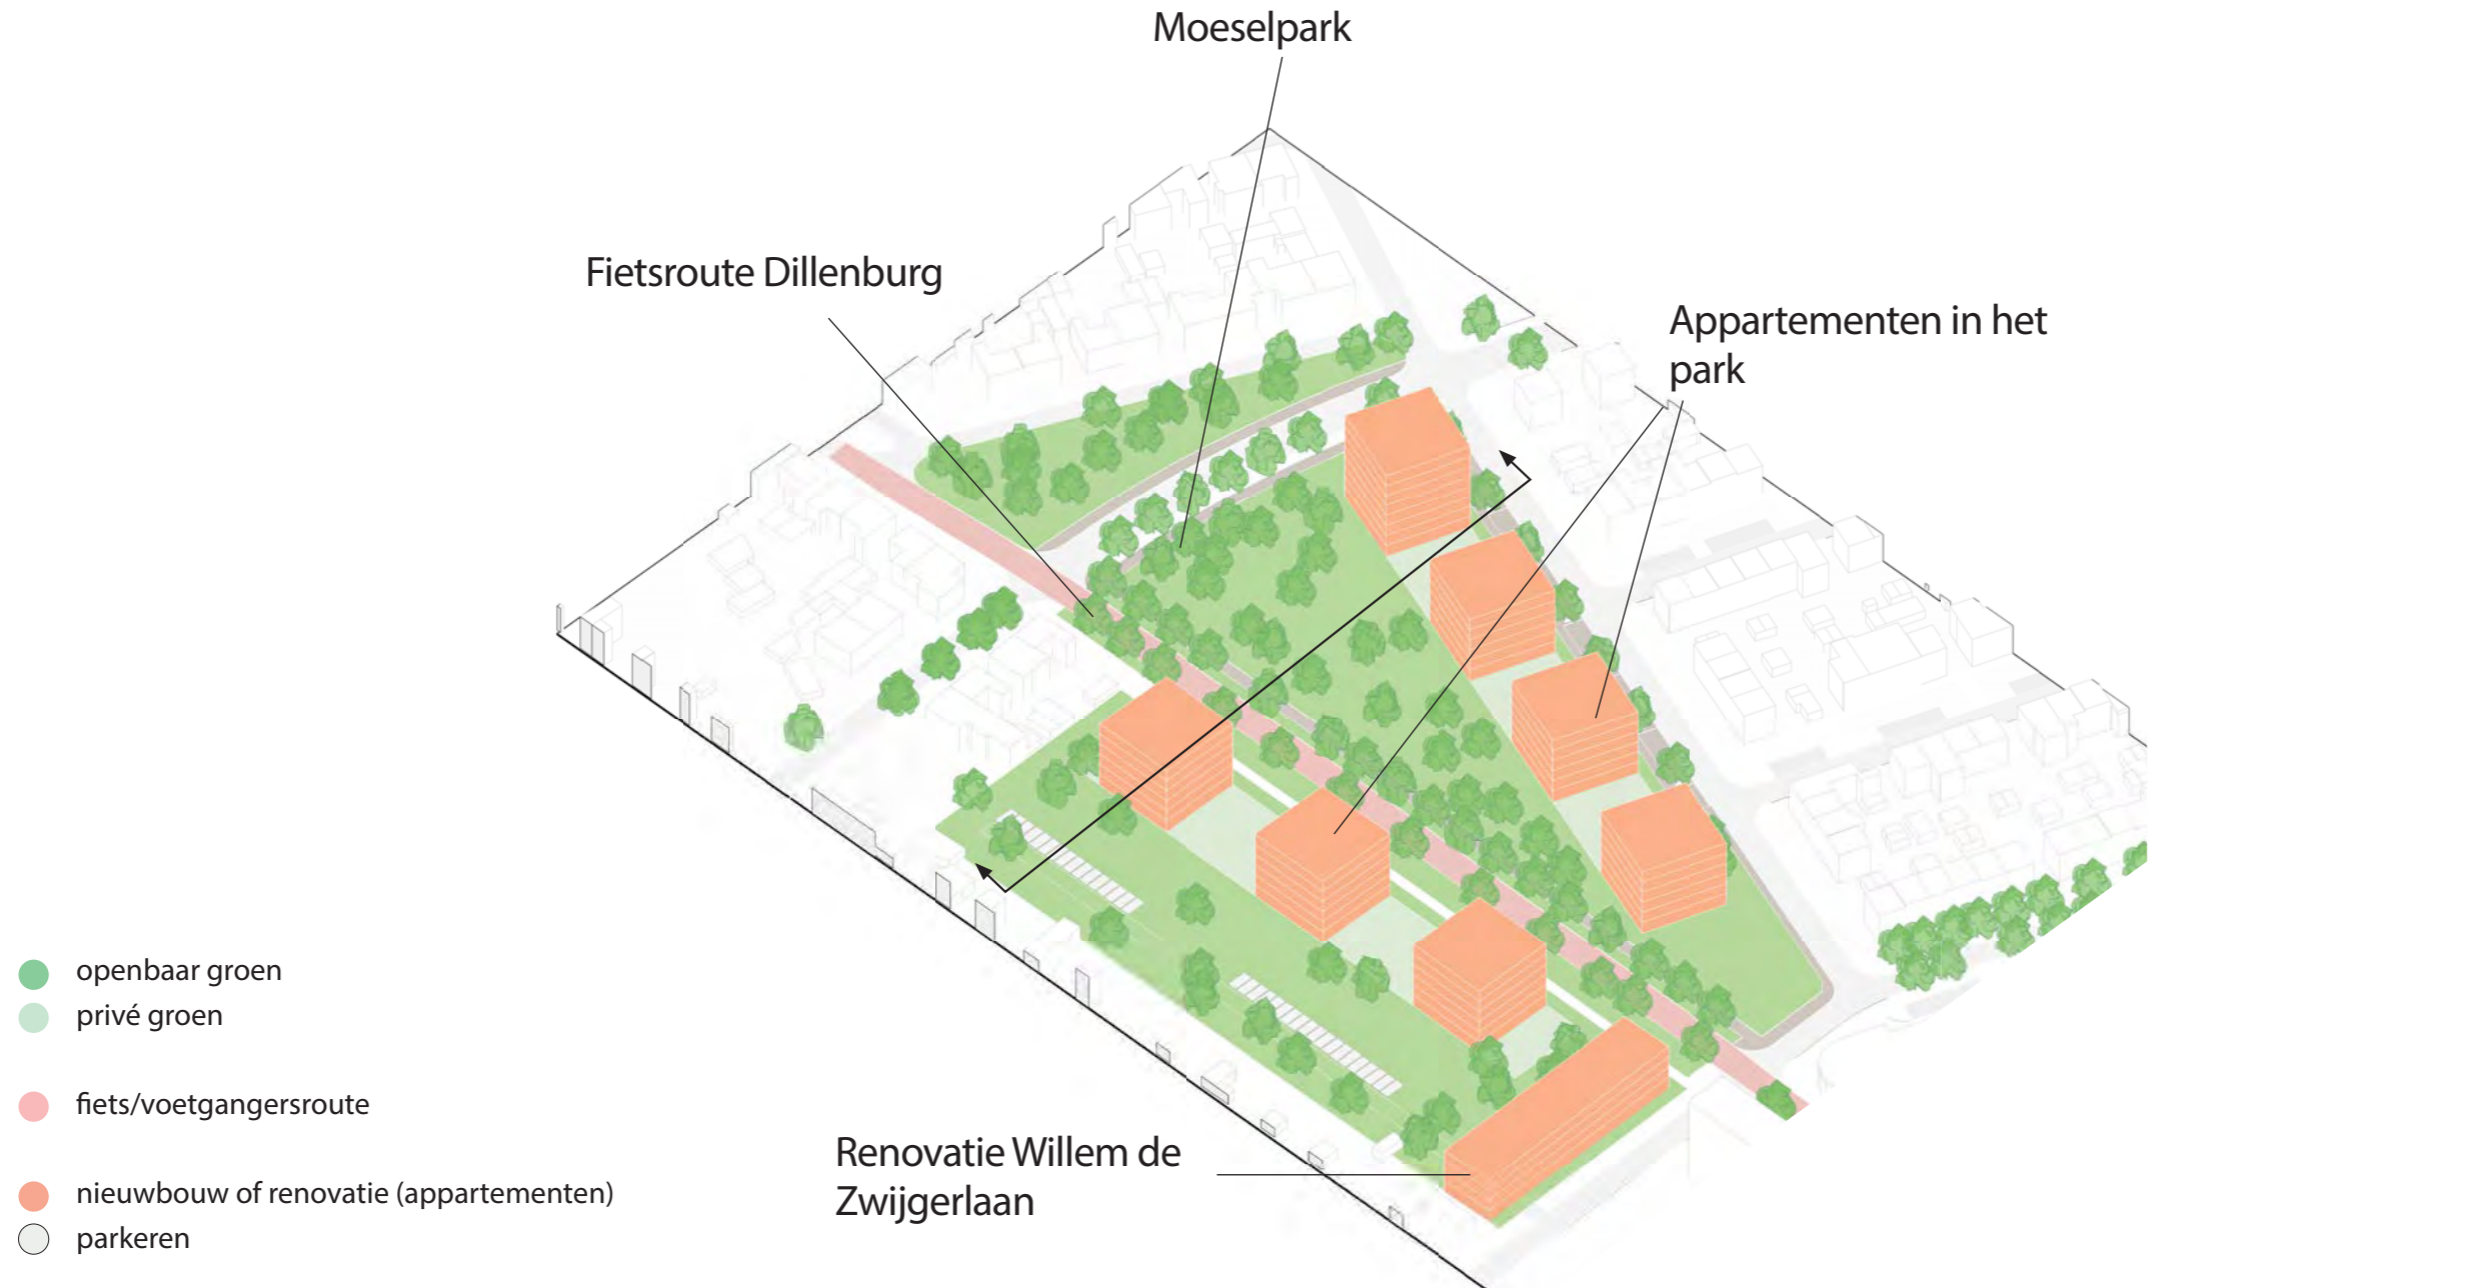 Moeselpark
Fietsroute Dillenburg
Appartementen in het
park
openbaar groen
privé groen
fiets/voetgangersroute
nieuwbouw of renovatie (appartementen)
parkeren
Renovatie Willem de
Zwijgerlaan